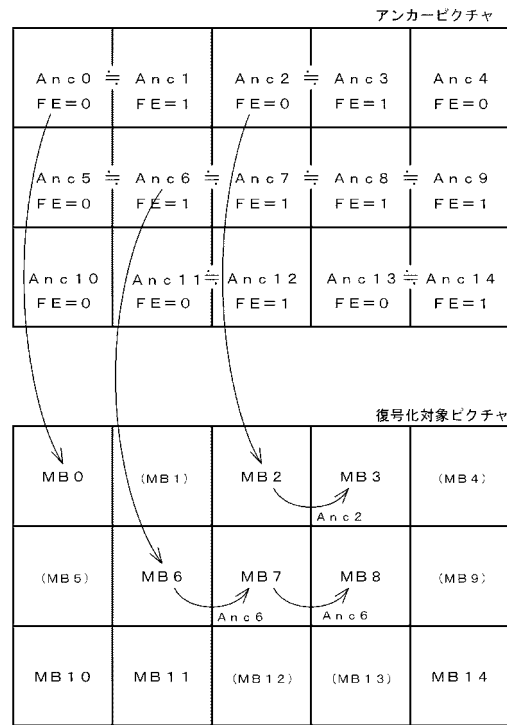 アンカーピクチャ
Anc0 ≒ Anc1 Anc2 ≒ Anc3 Anc4
FE=0 FE=1 FE=0 FE=1 FE=0
Anc5 ≒ Anc6 ≒ Anc7 ≒ Anc8 ≒ Anc9
FE=0 FE=1 FE=1 FE=1 FE=1
Anc10 Anc11 ≒ Anc12 Anc13 ≒ Anc14
FE=0 FE=0 FE=1 FE=0 FE=1
復号化対象ピクチャ
MB0 (MB1) MB2 MB3 (MB4)
Anc2
(MB5) MB6 MB7 MB8 (MB9)
Anc6 Anc6
MB10 MB11 (MB12) (MB13) MB14